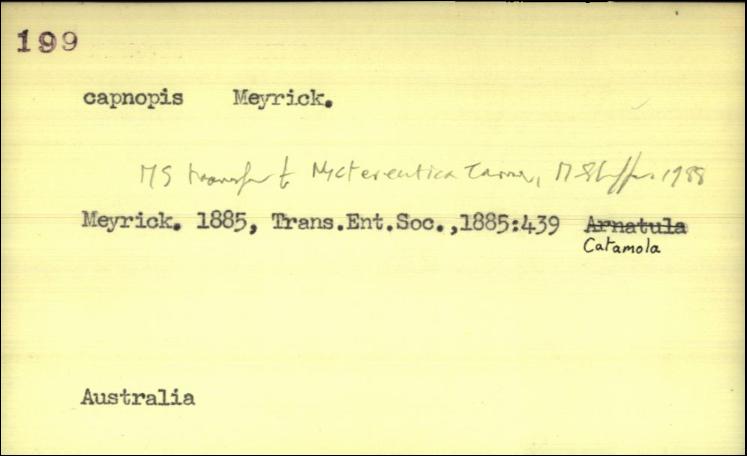 199
capnopis Meyrick.
MS transfer to Nyctereutica Turner, M Shaffer 1988
Meyrick. 1885, Trans.Ent.Soc.,1885:439 Arnatula
Catamola
Australia